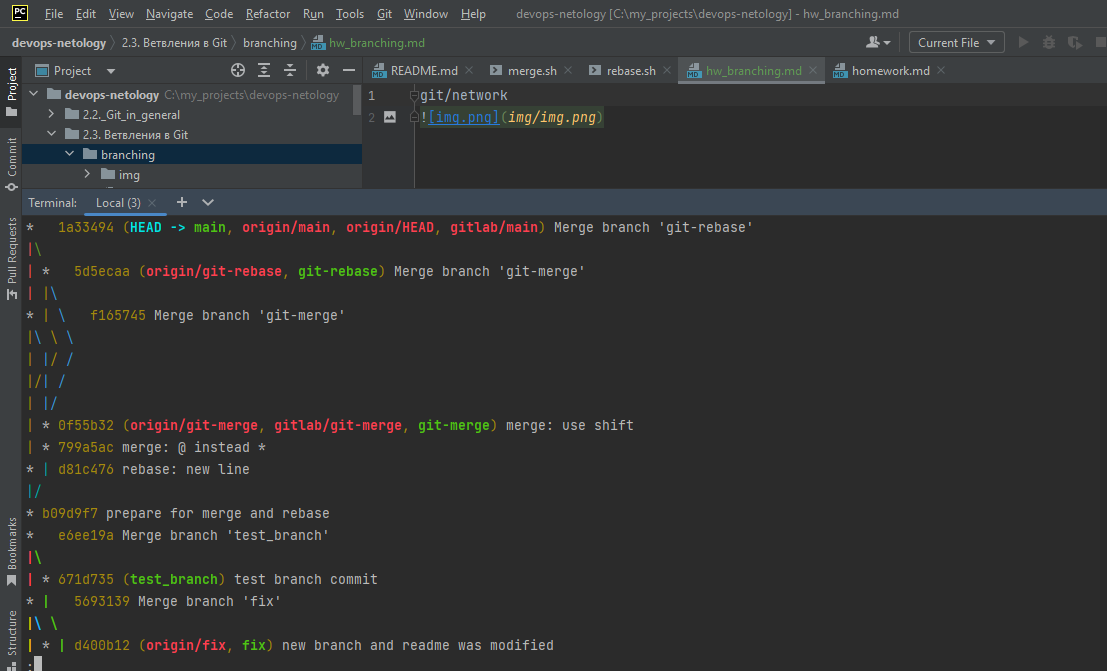 PC File Edit View Navigate Code Refactor Run Tools Git Window Help devops-netology [C:\my_projects\devops-netology] - hw_branching.md
devops-netology 2.3. Ветвления в Git branching hw_branching.md Current File
Project README.md merge.sh rebase.sh hw_branching.md homework.md
Project
devops-netology C:\my_projects\devops-netology
2.2._Git_in_general
2.3. Ветвления в Git
branching
img
1 git/network
2 ![img.png](img/img.png)
Commit
Pull Requests
Bookmarks
Structure
Terminal: Local (3)
* 1a33494 (HEAD -> main, origin/main, origin/HEAD, gitlab/main) Merge branch 'git-rebase'
|\
| * 5d5ecaa (origin/git-rebase, git-rebase) Merge branch 'git-merge'
| |\
* | \ f165745 Merge branch 'git-merge'
|\ \ \
| |/ /
|/| /
| |/
| * 0f55b32 (origin/git-merge, gitlab/git-merge, git-merge) merge: use shift
| * 799a5ac merge: @ instead *
* | d81c476 rebase: new line
|/
* b09d9f7 prepare for merge and rebase
* e6ee19a Merge branch 'test_branch'
|\
| * 671d735 (test_branch) test branch commit
* | 5693139 Merge branch 'fix'
|\ \
| * | d400b12 (origin/fix, fix) new branch and readme was modified
: